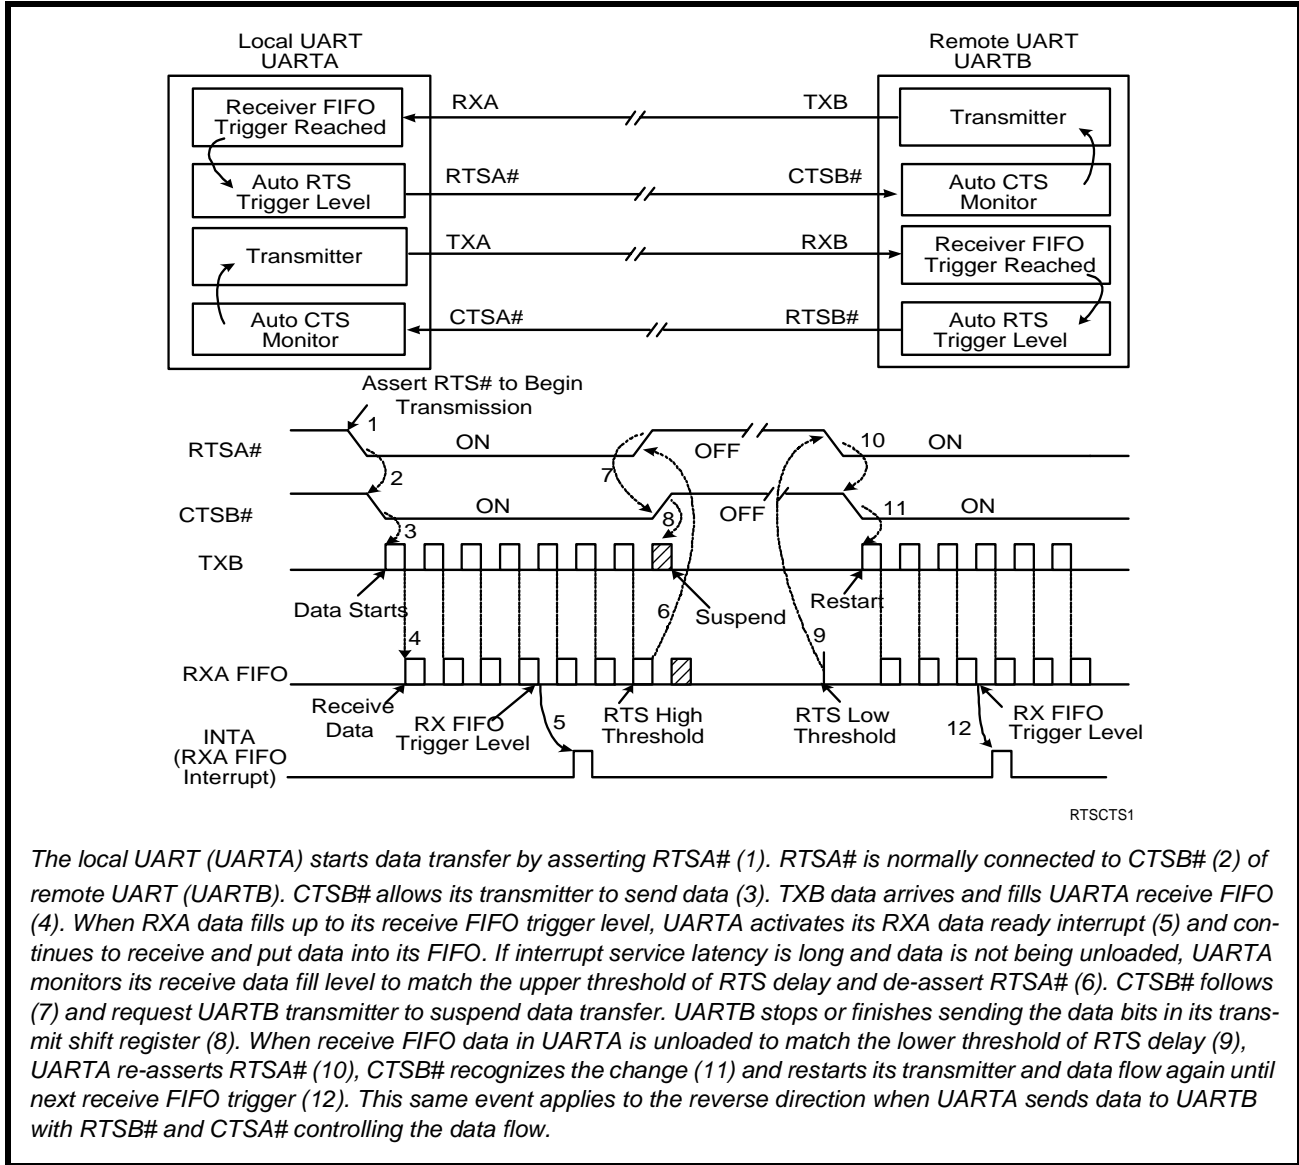 Local UART
UARTA
Remote UART
UARTB
Receiver FIFO
Trigger Reached
RXA
TXB
Transmitter
Auto RTS
Trigger Level
RTSA#
CTSB#
Auto CTS
Monitor
Transmitter
TXA
RXB
Receiver FIFO
Trigger Reached
Auto CTS
Monitor
CTSA#
RTSB#
Auto RTS
Trigger Level
Assert RTS# to Begin
Transmission
RTSA#
1
ON
7
OFF
10
ON
2
CTSB#
ON
8
OFF
11
ON
3
TXB
Data Starts
6
Suspend
Restart
4
9
RXA FIFO
Receive
Data
RX FIFO
Trigger Level
5
RTS High
Threshold
RTS Low
Threshold
12
RX FIFO
Trigger Level
INTA
(RXA FIFO
Interrupt)
RTSCTS1
The local UART (UARTA) starts data transfer by asserting RTSA# (1). RTSA# is normally connected to CTSB# (2) of
remote UART (UARTB). CTSB# allows its transmitter to send data (3). TXB data arrives and fills UARTA receive FIFO
(4). When RXA data fills up to its receive FIFO trigger level, UARTA activates its RXA data ready interrupt (5) and con-
tinues to receive and put data into its FIFO. If interrupt service latency is long and data is not being unloaded, UARTA
monitors its receive data fill level to match the upper threshold of RTS delay and de-assert RTSA# (6). CTSB# follows
(7) and request UARTB transmitter to suspend data transfer. UARTB stops or finishes sending the data bits in its trans-
mit shift register (8). When receive FIFO data in UARTA is unloaded to match the lower threshold of RTS delay (9),
UARTA re-asserts RTSA# (10), CTSB# recognizes the change (11) and restarts its transmitter and data flow again until
next receive FIFO trigger (12). This same event applies to the reverse direction when UARTA sends data to UARTB
with RTSB# and CTSA# controlling the data flow.